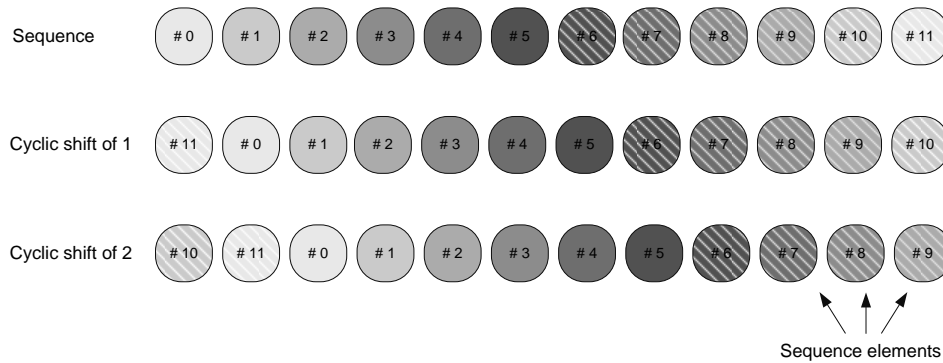 Sequence # 0 # 1 # 2 # 3 # 4 # 5 # 6 # 7 # 8 # 9 # 10 # 11
Cyclic shift of 1 # 11 # 0 # 1 # 2 # 3 # 4 # 5 # 6 # 7 # 8 # 9 # 10
Cyclic shift of 2 # 10 # 11 # 0 # 1 # 2 # 3 # 4 # 5 # 6 # 7 # 8 # 9
Sequence elements